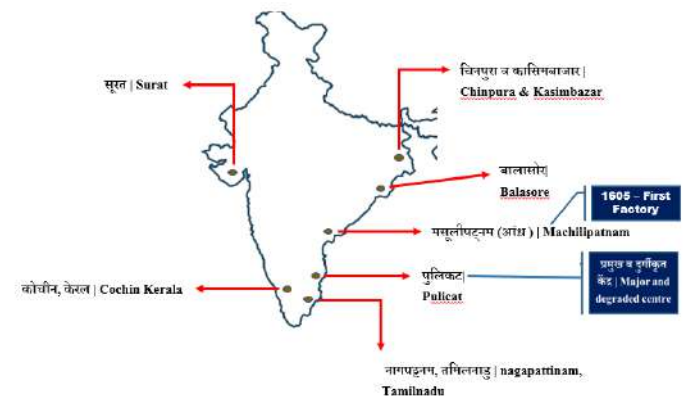 सूरत | Surat
चिनपुरा व कासिमबाजार |
Chinpura & Kasimbazar
बालासोर|
Balasore
1605 – First
Factory
मसूलीपट्नम (आंध्र ) | Machilipatnam
पुलिकट|
Pulicat
प्रमुख व दुर्गीकृत
केंद्र | Major and
degraded centre
कोचीन, केरल | Cochin Kerala
नागपट्टनम, तमिलनाडु | nagapattinam,
Tamilnadu